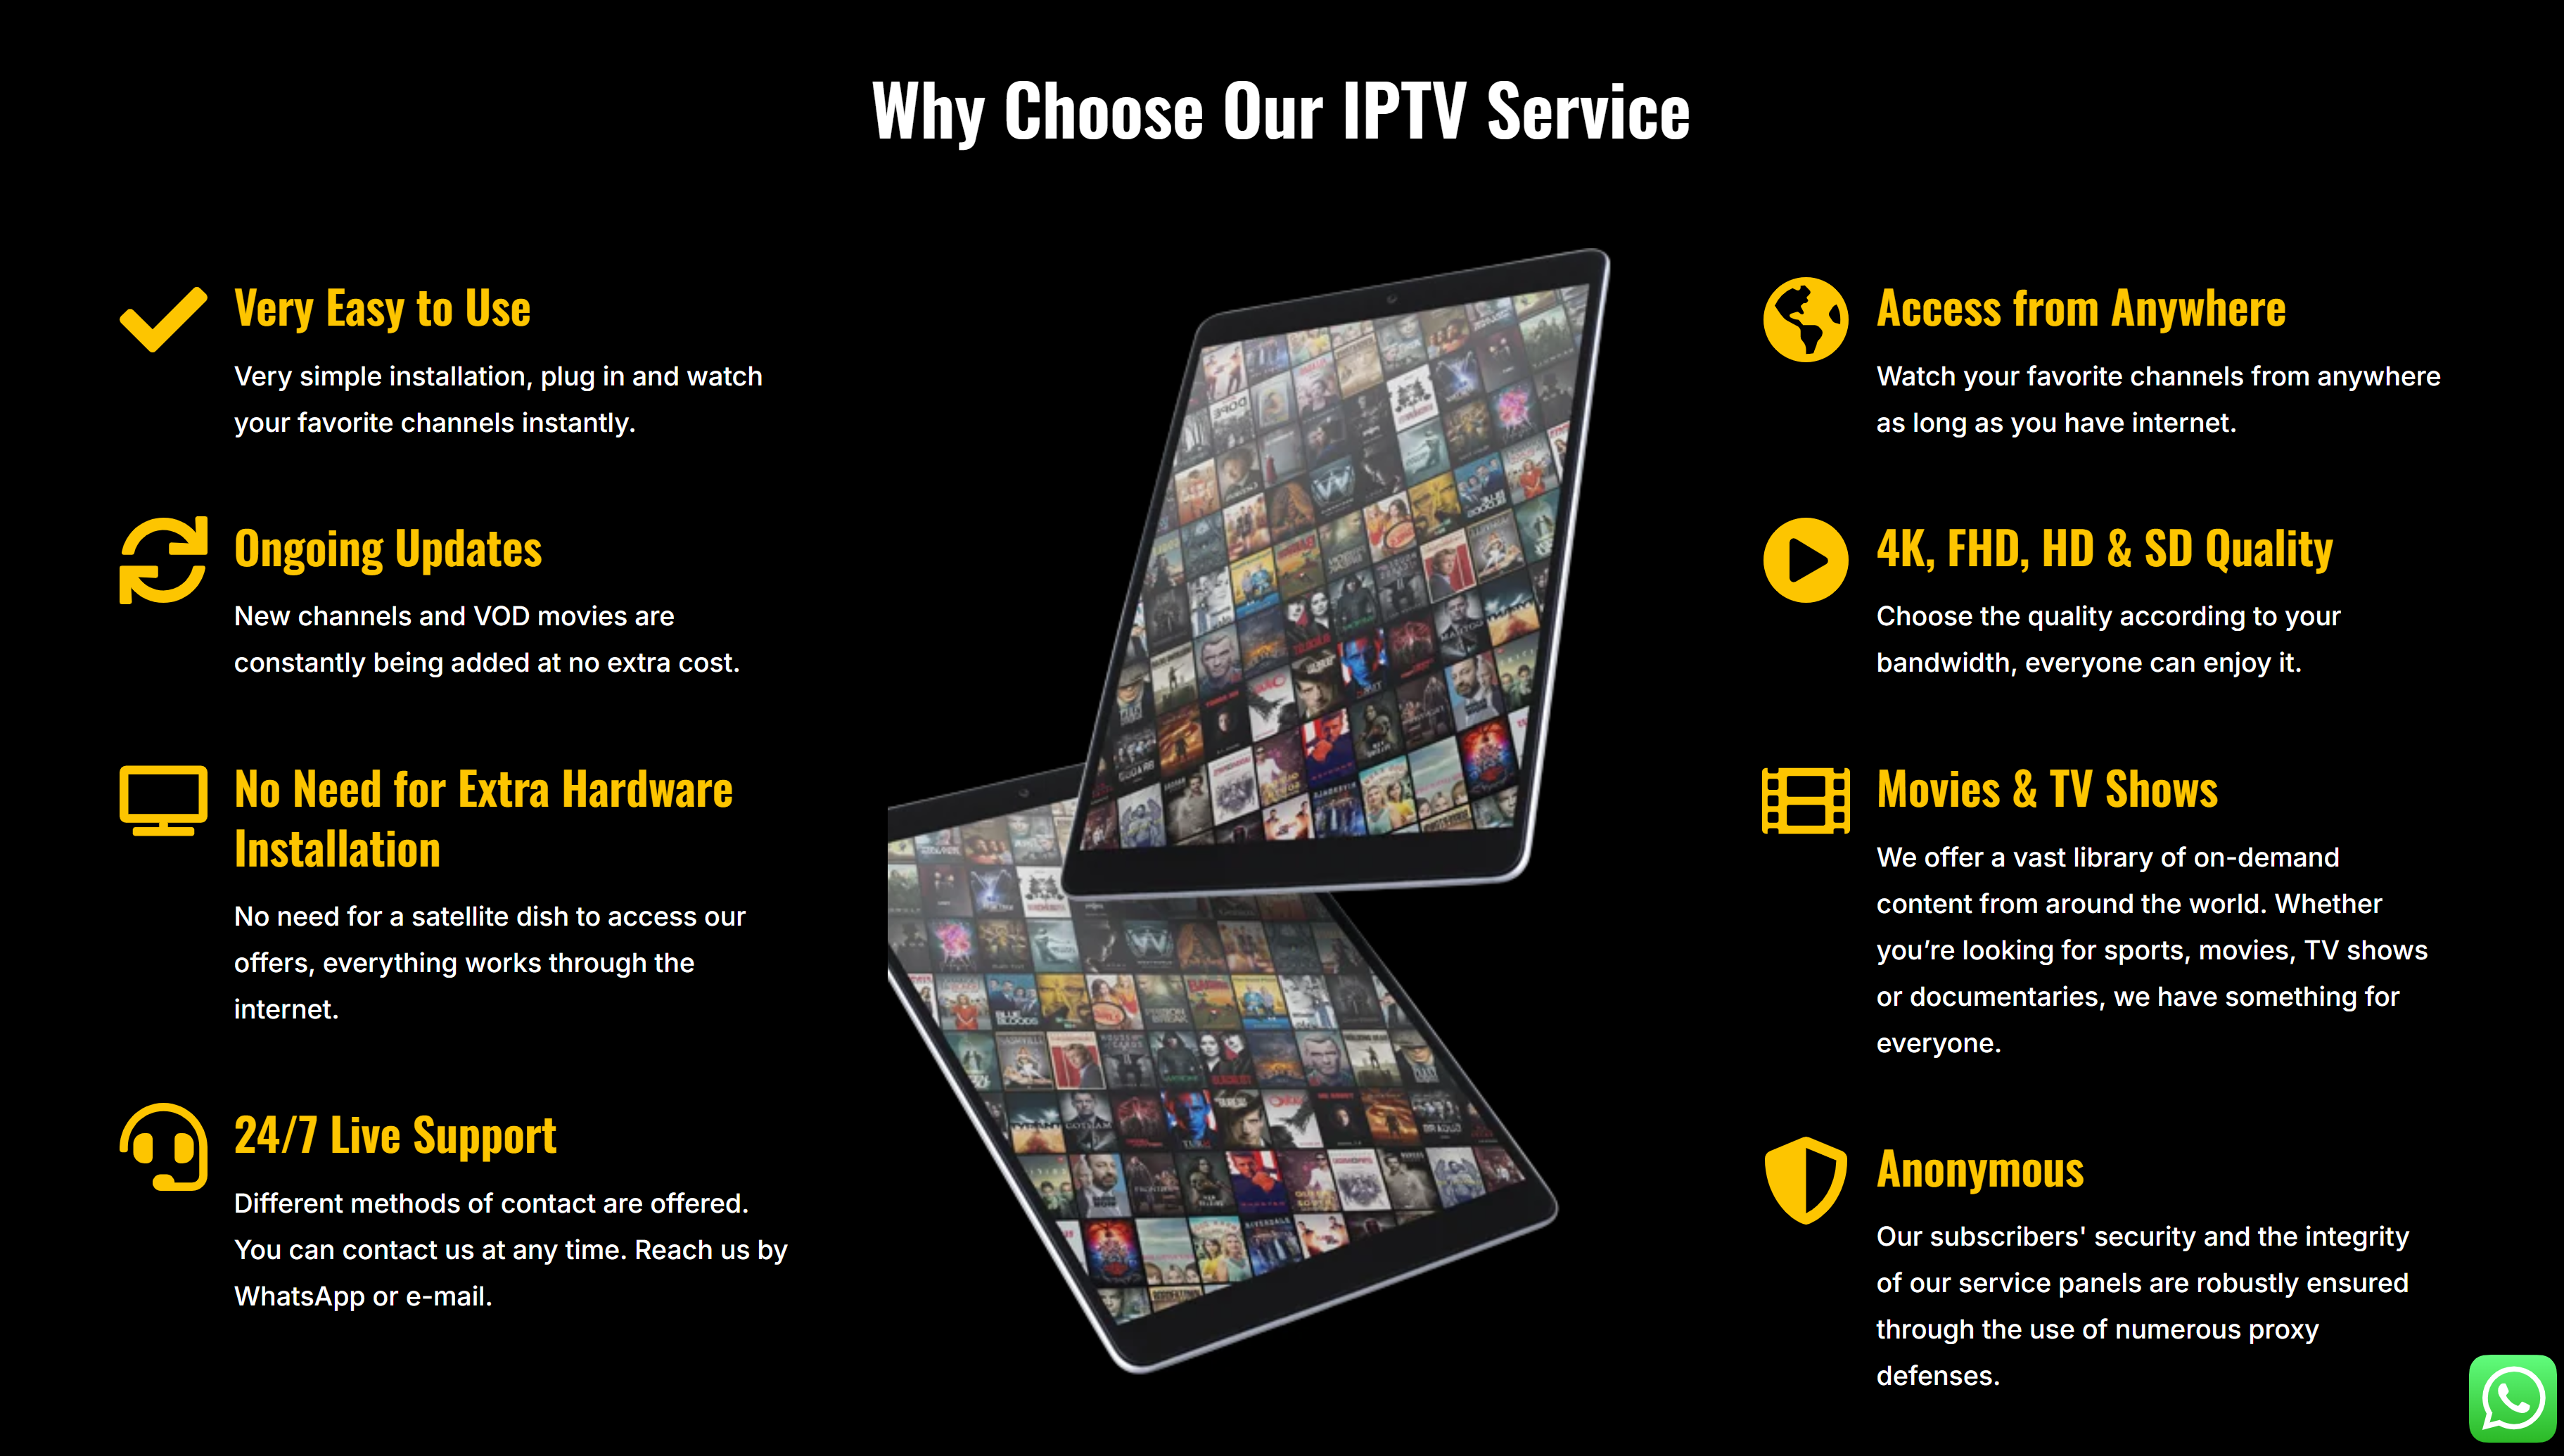 Why Choose Our IPTV Service
Very Easy to Use
Very simple installation, plug in and watch
your favorite channels instantly.
Ongoing Updates
New channels and VOD movies are
constantly being added at no extra cost.
No Need for Extra Hardware
Installation
No need for a satellite dish to access our
offers, everything works through the
internet.
24/7 Live Support
Different methods of contact are offered.
You can contact us at any time. Reach us by
WhatsApp or e-mail.
Access from Anywhere
Watch your favorite channels from anywhere
as long as you have internet.
4K, FHD, HD & SD Quality
Choose the quality according to your
bandwidth, everyone can enjoy it.
Movies & TV Shows
We offer a vast library of on-demand
content from around the world. Whether
you’re looking for sports, movies, TV shows
or documentaries, we have something for
everyone.
Anonymous
Our subscribers' security and the integrity
of our service panels are robustly ensured
through the use of numerous proxy
defenses.
BLUE BLOODS
NASHVILLE
TYRANT
GOTHAM
RIVERDALE